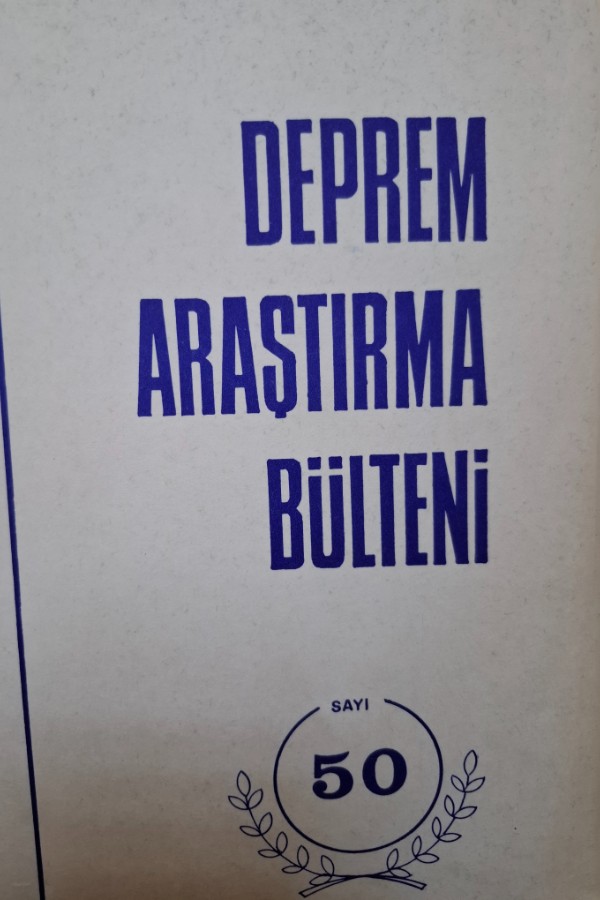 DEPREM
ARAŞTIRMA
BÜLTENİ
SAYI
50